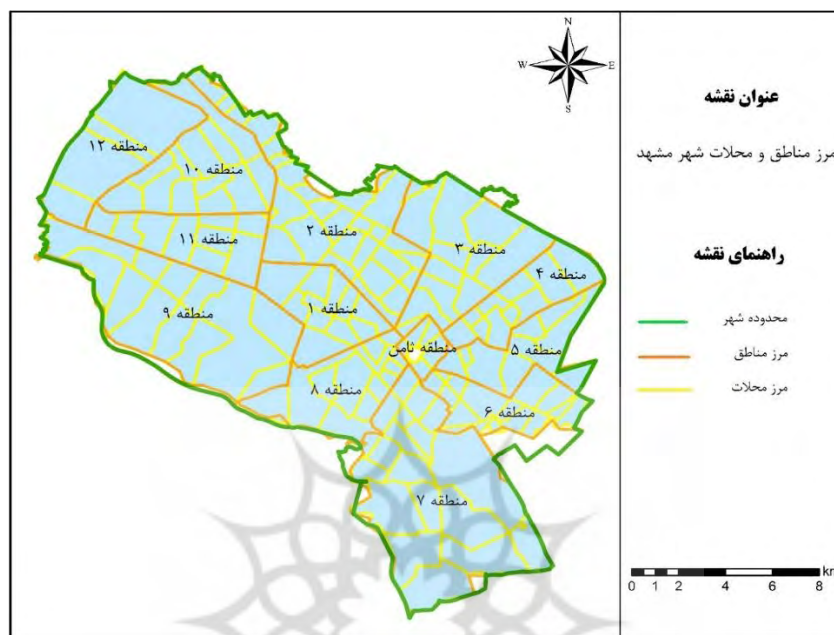 N
W E
S
عنوان نقشه
مرز مناطق و محلات شهر مشهد
راهنمای نقشه
محدوده شهر
مرز مناطق
مرز محلات
منطقه ۱۲
منطقه ۱۰
منطقه ۱۱
منطقه ۲
منطقه ۳
منطقه ۴
منطقه ۹
منطقه ۱
منطقه ثامن
منطقه ۵
منطقه ۸
منطقه ۶
منطقه ۷
km
0 1 2 4 6 8